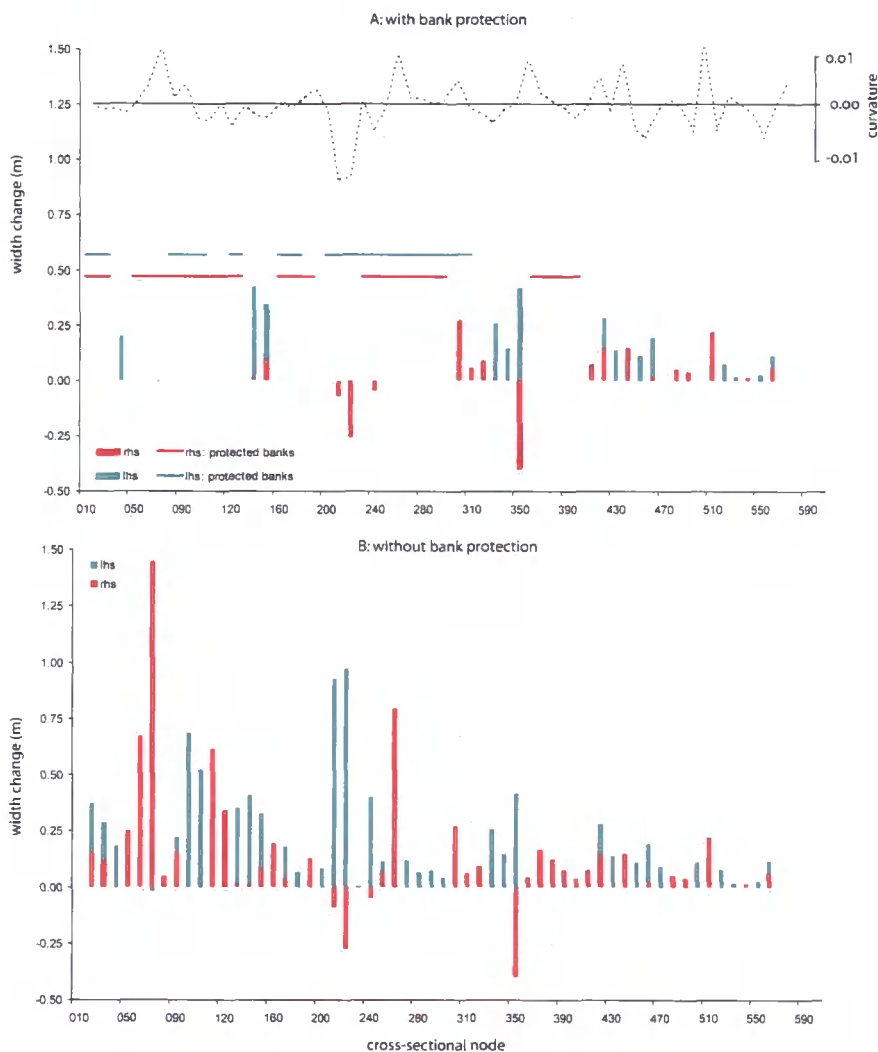 A: with bank protection
1.50
1.25
1.00
0.75
0.50
0.25
0.00
-0.25
-0.50
width change (m)
0.01
0.00
-0.01
curvature
rhs
rhs: protected banks
lhs
lhs: protected banks
010 050 090 120 160 200 240 280 320 350 390 430 470 510 550 590
B: without bank protection
1.50
1.25
1.00
0.75
0.50
0.25
0.00
-0.25
-0.50
width change (m)
lhs
rhs
010 050 090 120 160 200 240 280 320 350 390 430 470 510 550 590
cross-sectional node